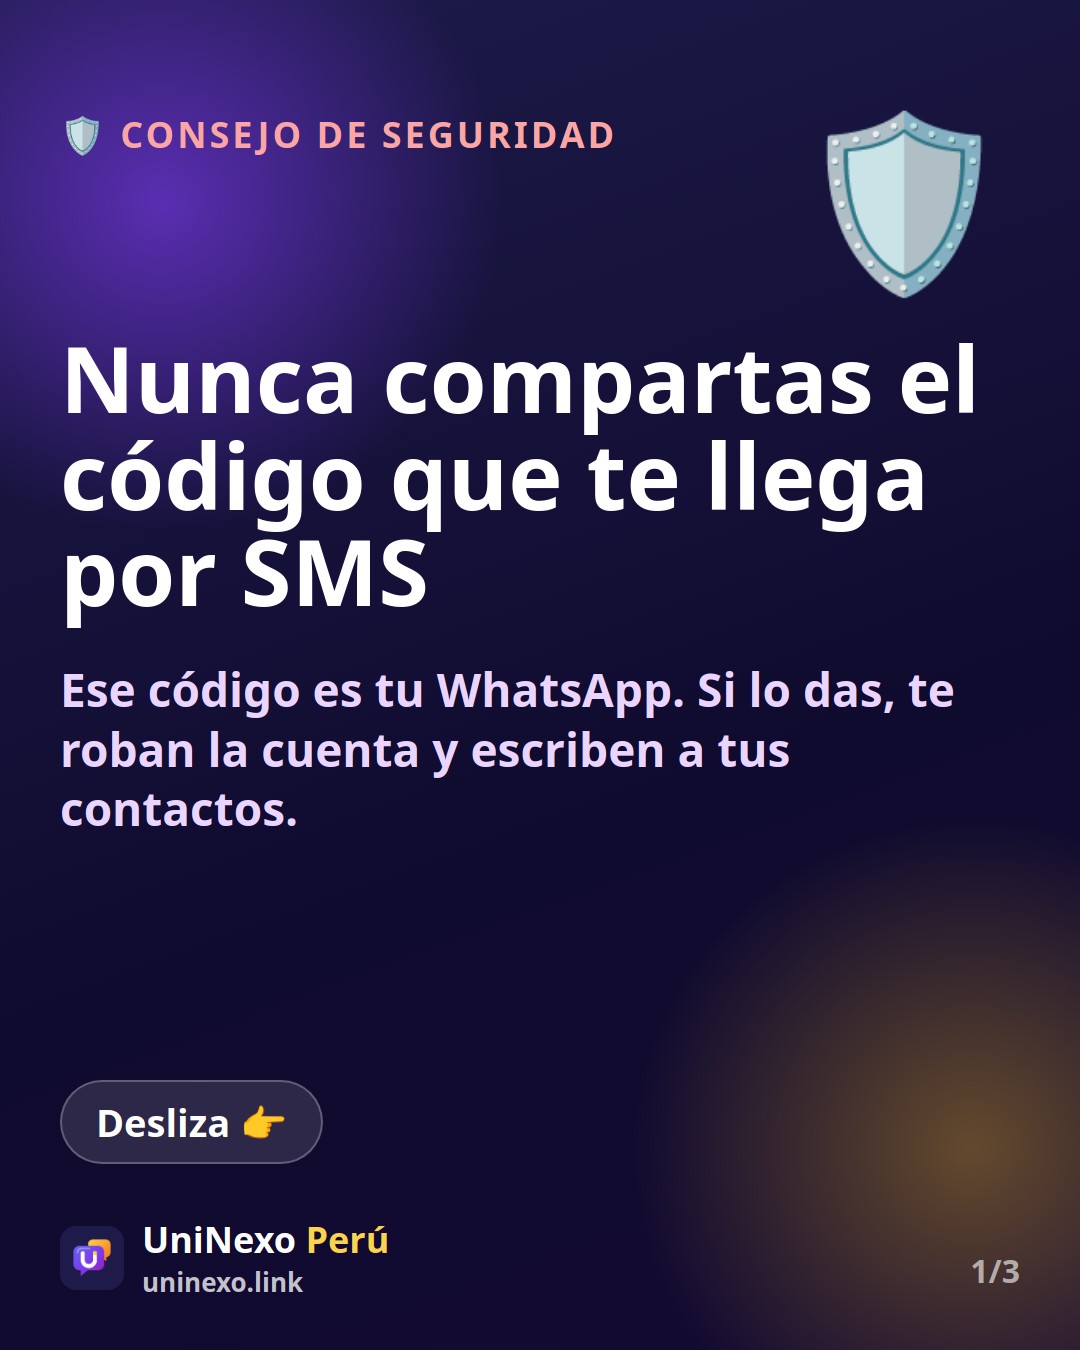 🛡️ CONSEJO DE SEGURIDAD
Nunca compartas el
código que te llega
por SMS
Ese código es tu WhatsApp. Si lo das, te
roban la cuenta y escriben a tus
contactos.
Desliza 👉
UniNexo Perú
uninexo.link
1/3